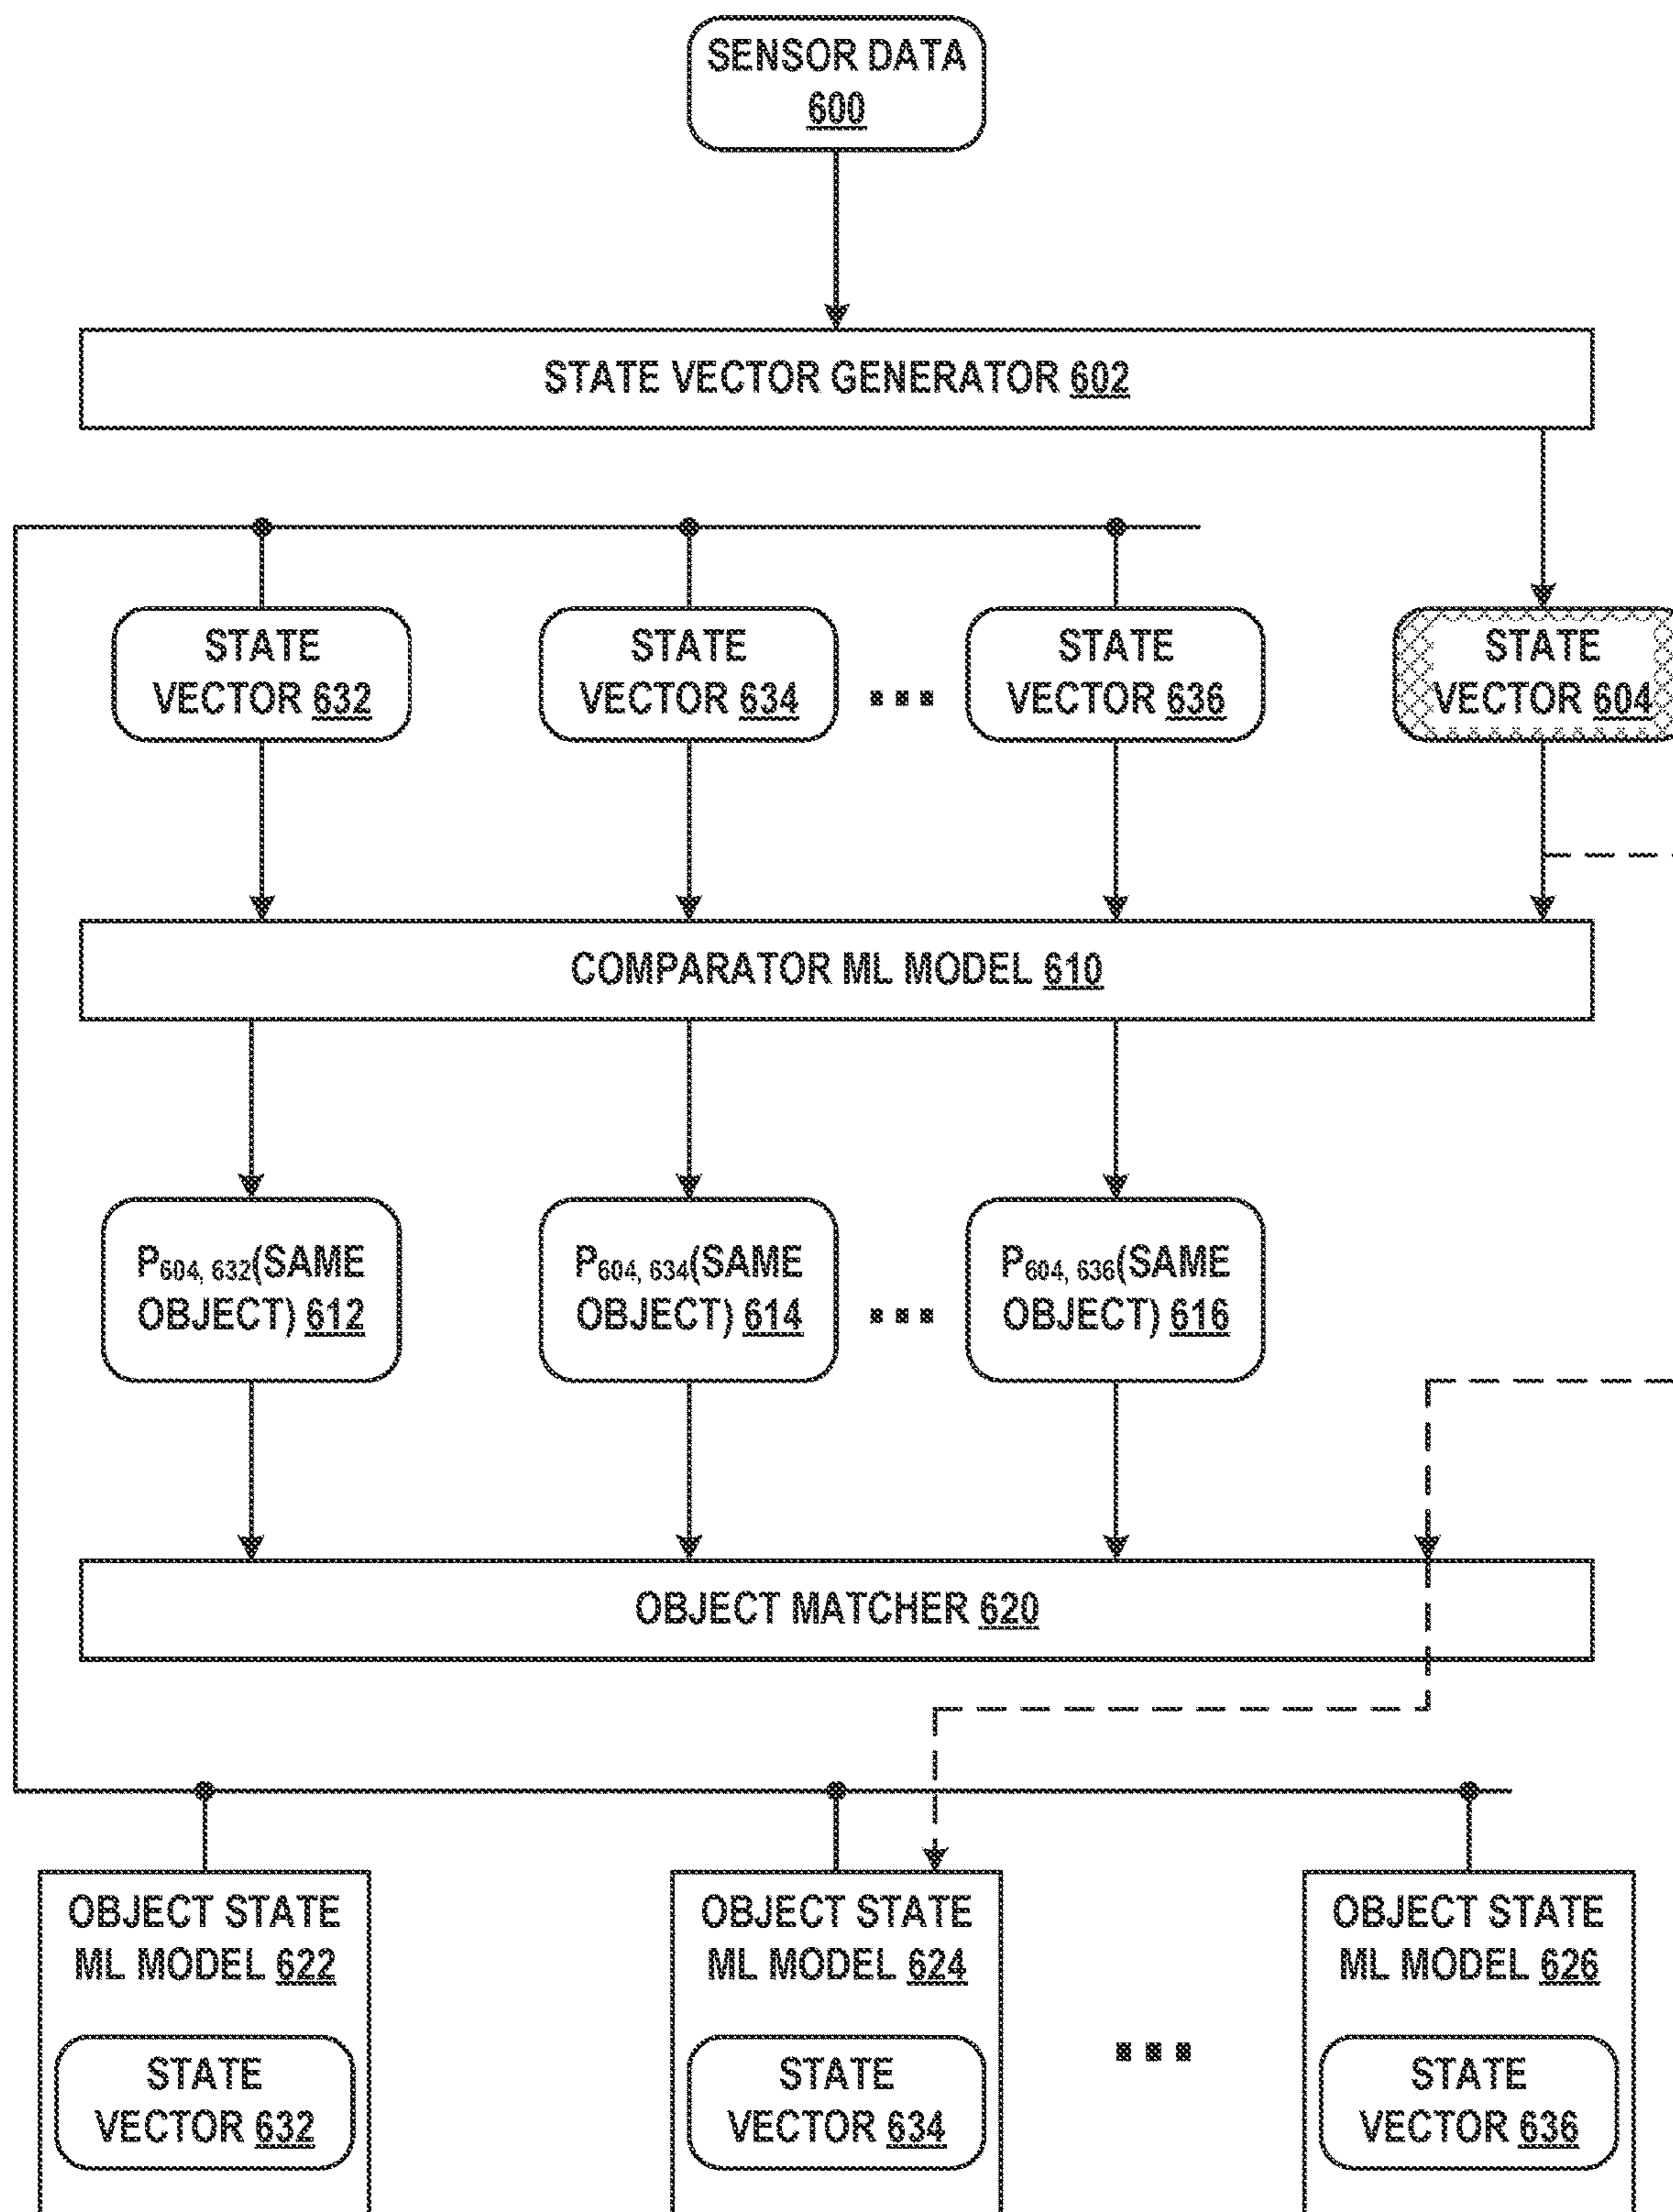 SENSOR DATA
600
STATE VECTOR GENERATOR 602
STATE
VECTOR 632
STATE
VECTOR 634
...
STATE
VECTOR 636
STATE
VECTOR 604
COMPARATOR ML MODEL 610
P604, 632(SAME
OBJECT) 612
P604, 634(SAME
OBJECT) 614
...
P604, 636(SAME
OBJECT) 616
OBJECT MATCHER 620
OBJECT STATE
ML MODEL 622
STATE
VECTOR 632
OBJECT STATE
ML MODEL 624
STATE
VECTOR 634
...
OBJECT STATE
ML MODEL 626
STATE
VECTOR 636